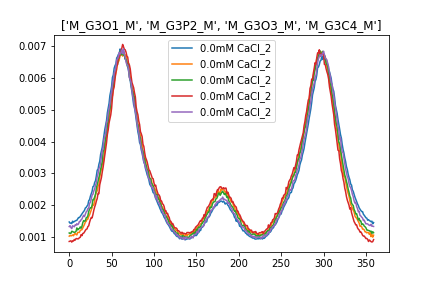 ['M_G3O1_M', 'M_G3P2_M', 'M_G3O3_M', 'M_G3C4_M']
0.007
0.006
0.005
0.004
0.003
0.002
0.001
0.0mM CaCl_2
0.0mM CaCl_2
0.0mM CaCl_2
0.0mM CaCl_2
0.0mM CaCl_2
0 50 100 150 200 250 300 350